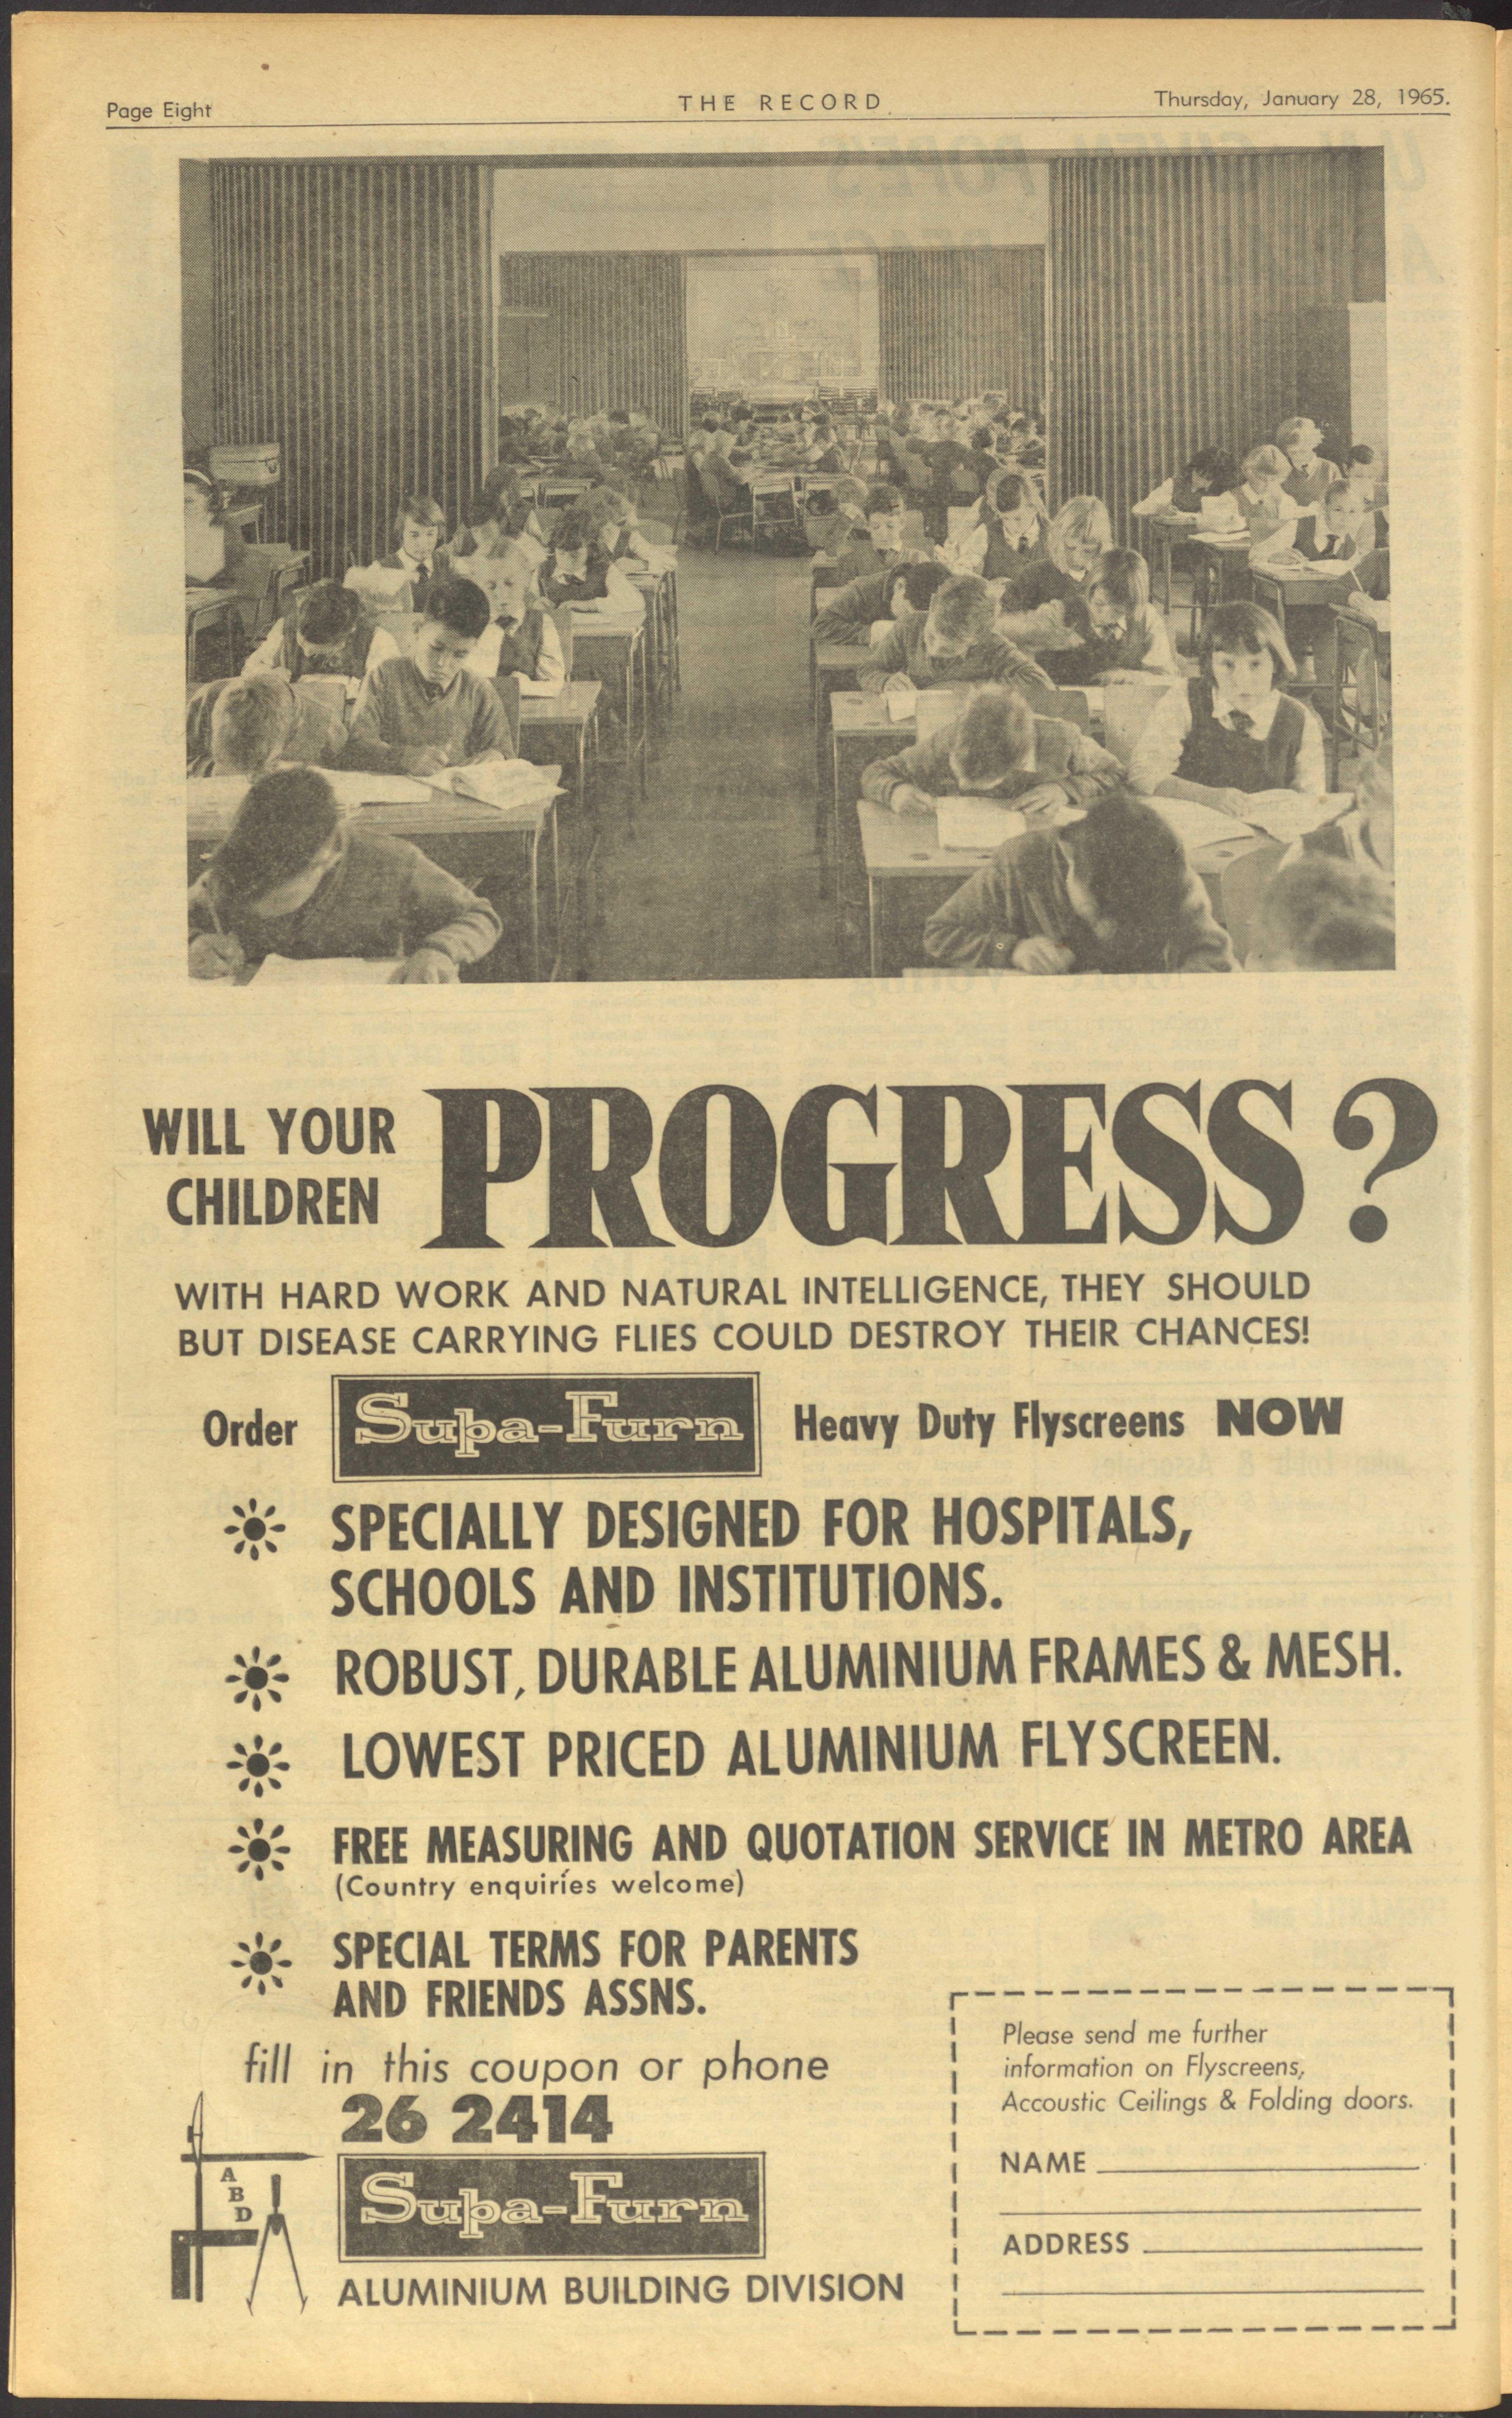 Page Eight
THE RECORD
Thursday, January 28, 1965.
WILL YOUR
CHILDREN
PROGRESS?
WITH HARD WORK AND NATURAL INTELLIGENCE, THEY SHOULD
BUT DISEASE CARRYING FLIES COULD DESTROY THEIR CHANCES!
Order Supa-Furn Heavy Duty Flyscreens NOW
SPECIALLY DESIGNED FOR HOSPITALS,
SCHOOLS AND INSTITUTIONS.
ROBUST, DURABLE ALUMINIUM FRAMES & MESH.
LOWEST PRICED ALUMINIUM FLYSCREEN.
FREE MEASURING AND QUOTATION SERVICE IN METRO AREA
(Country enquiries welcome)
SPECIAL TERMS FOR PARENTS
AND FRIENDS ASSNS.
fill in this coupon or phone
26 2414
A
B
D
Supa-Furn
ALUMINIUM BUILDING DIVISION
Please send me further
information on Flyscreens,
Accoustic Ceilings & Folding doors.
NAME
ADDRESS